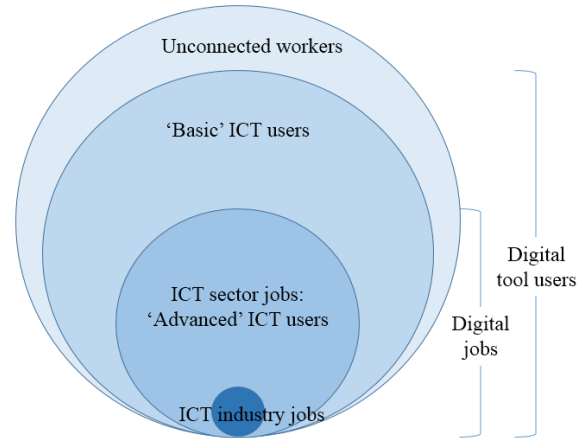 Unconnected workers
‘Basic’ ICT users
ICT sector jobs:
‘Advanced’ ICT users
ICT industry jobs
Digital
jobs
Digital
tool users